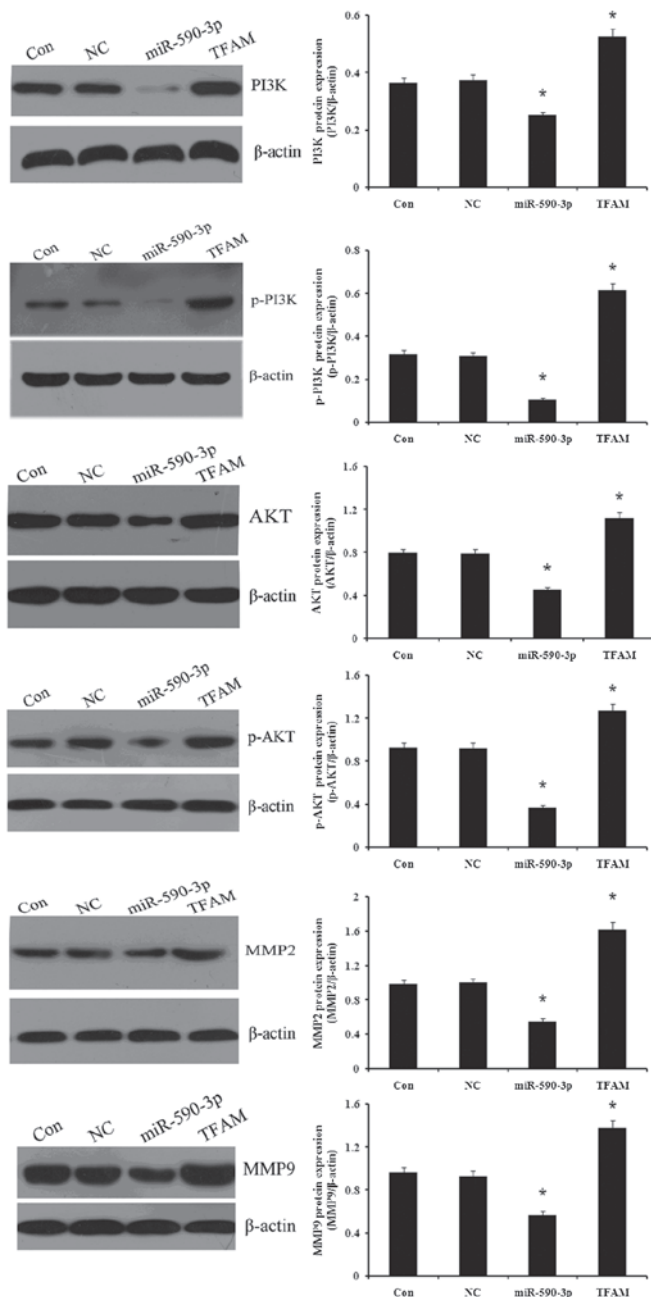 Con NC miR-590-3p TFAM
PI3K
β-actin
PI3K protein expression
(PI3K/β-actin)
0.6
0.4
0.2
0
*
*
Con NC miR-590-3p TFAM
Con NC miR-590-3p TFAM
p-PI3K
β-actin
p-PI3K protein expression
(p-PI3K/β-actin)
0.8
0.6
0.4
0.2
0
*
*
Con NC miR-590-3p TFAM
Con NC miR-590-3p TFAM
AKT
β-actin
AKT protein expression
(AKT/β-actin)
1.6
1.2
0.8
0.4
0
*
*
Con NC miR-590-3p TFAM
Con NC miR-590-3p TFAM
p-AKT
β-actin
p-AKT protein expression
(p-AKT/β-actin)
1.6
1.2
0.8
0.4
0
*
*
Con NC miR-590-3p TFAM
Con NC miR-590-3p TFAM
MMP2
β-actin
MMP2 protein expression
(MMP2/β-actin)
2
1.6
1.2
0.8
0.4
0
*
*
Con NC miR-590-3p TFAM
Con NC miR-590-3p TFAM
MMP9
β-actin
MMP9 protein expression
(MMP9/β-actin)
1.6
1.2
0.8
0.4
0
*
*
Con NC miR-590-3p TFAM